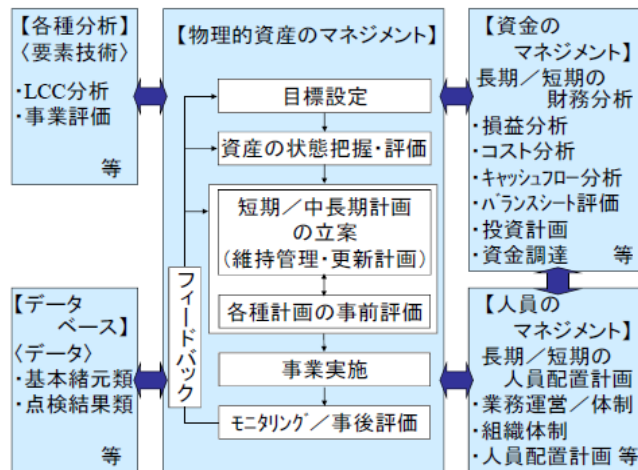 【各種分析】
〈要素技術〉
・LCC分析
・事業評価
等
【データ
ベース】
〈データ〉
・基本緒元類
・点検結果類
等
【物理的資産のマネジメント】
目標設定
資産の状態把握・評価
短期／中長期計画
の立案
(維持管理・更新計画)
各種計画の事前評価
事業実施
ﾓﾆﾀﾘﾝｸﾞ／事後評価
フィードバック
【資金の
マネジメント】
長期／短期の
財務分析
・損益分析
・コスト分析
・ｷｬｯｼｭﾌﾛｰ分析
・ﾊﾞﾗﾝｽｼｰﾄ評価
・投資計画
・資金調達 等
【人員の
マネジメント】
長期／短期の
人員配置計画
・業務運営／体制
・組織体制
・人員配置計画 等